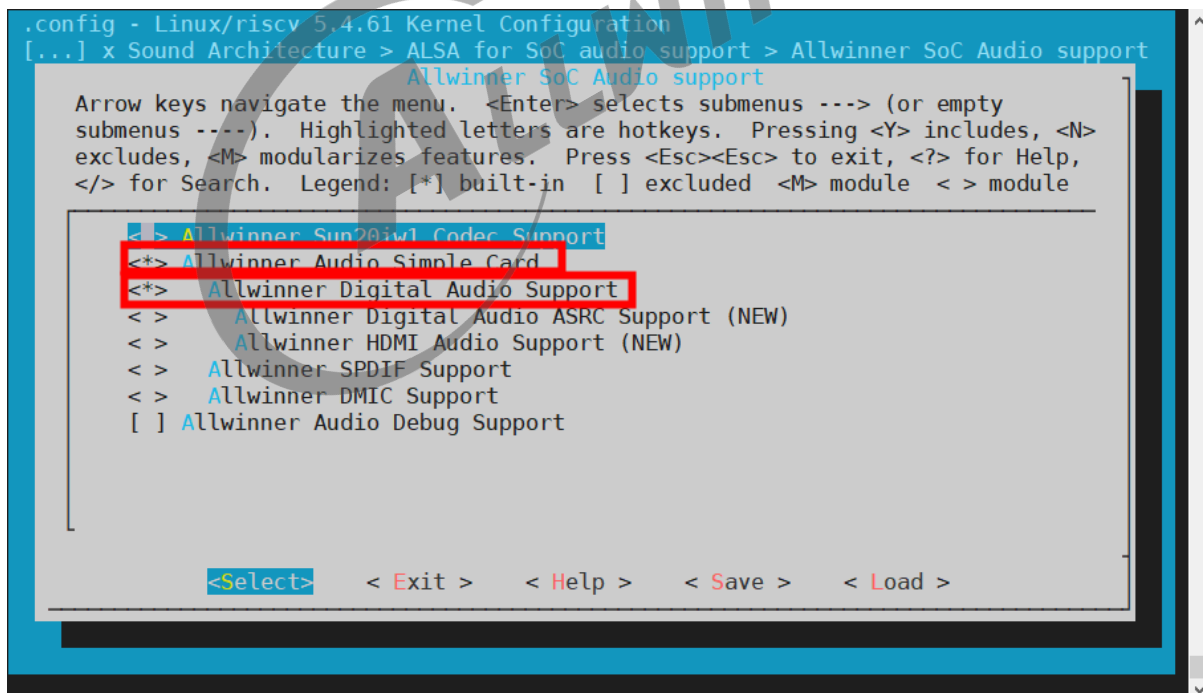 .config - Linux/riscv 5.4.61 Kernel Configuration
[...] x Sound Architecture > ALSA for SoC audio support > Allwinner SoC Audio support
Allwinner SoC Audio support
Arrow keys navigate the menu.  <Enter> selects submenus ---> (or empty
submenus ----).  Highlighted letters are hotkeys.  Pressing <Y> includes, <N>
excludes, <M> modularizes features.  Press <Esc><Esc> to exit, <?> for Help,
</> for Search.  Legend: [*] built-in  [ ] excluded  <M> module  < > module
< > Allwinner Sun20iw1 Codec Support
<*> Allwinner Audio Simple Card
<*>   Allwinner Digital Audio Support
< >     Allwinner Digital Audio ASRC Support (NEW)
< >     Allwinner HDMI Audio Support (NEW)
< >   Allwinner SPDIF Support
< >   Allwinner DMIC Support
[ ] Allwinner Audio Debug Support
<Select>    < Exit >    < Help >    < Save >    < Load >